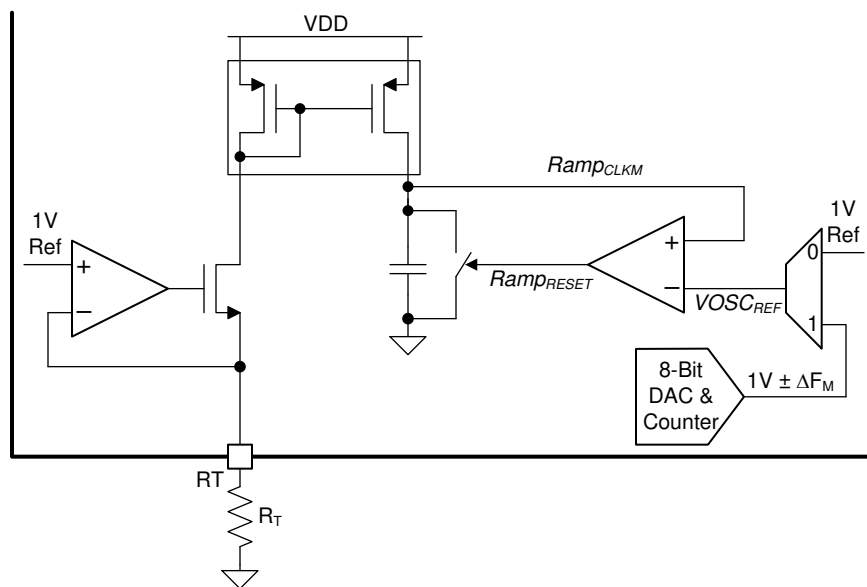 VDD
Ramp_CLKM
1V
Ref
+
−
+
−
Ramp_RESET
VOSC_REF
0
1
1V
Ref
8-Bit
DAC &
Counter
1V ± ΔF_M
RT
R_T